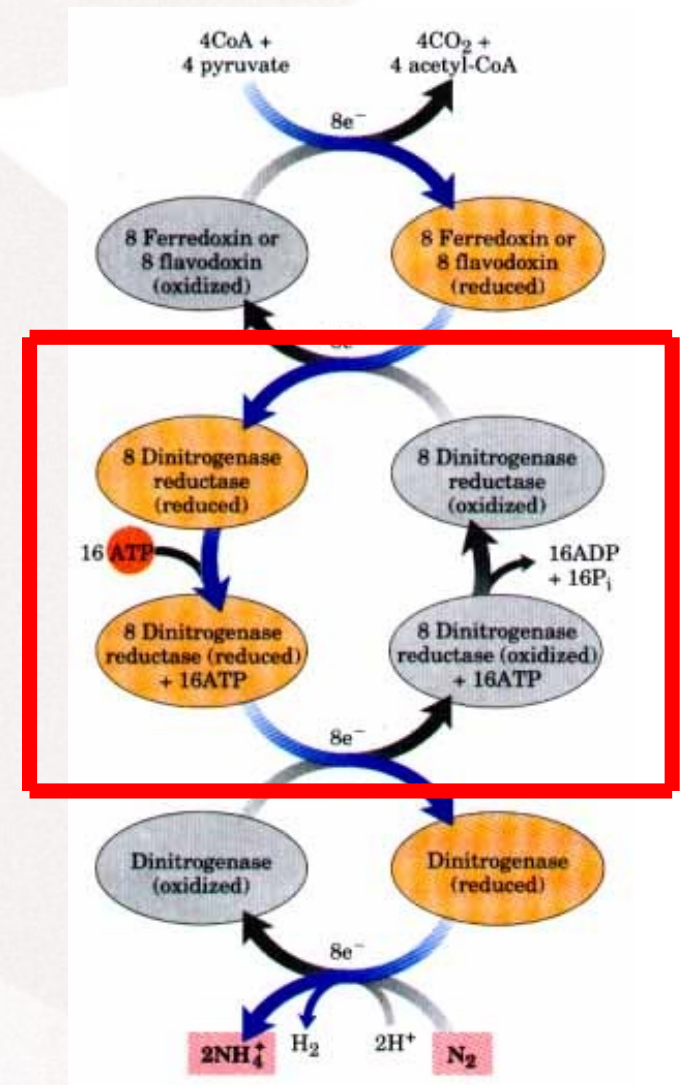 4CoA +
4 pyruvate
4CO₂ +
4 acetyl-CoA
8e⁻
8 Ferredoxin or
8 flavodoxin
(oxidized)
8 Ferredoxin or
8 flavodoxin
(reduced)
8 Dinitrogenase
reductase
(reduced)
8 Dinitrogenase
reductase
(oxidized)
16 ATP
16ADP
+ 16Pᵢ
8 Dinitrogenase
reductase (reduced)
+ 16ATP
8 Dinitrogenase
reductase (oxidized)
+ 16ATP
8e⁻
Dinitrogenase
(oxidized)
Dinitrogenase
(reduced)
8e⁻
2NH₄⁺
H₂
2H⁺
N₂